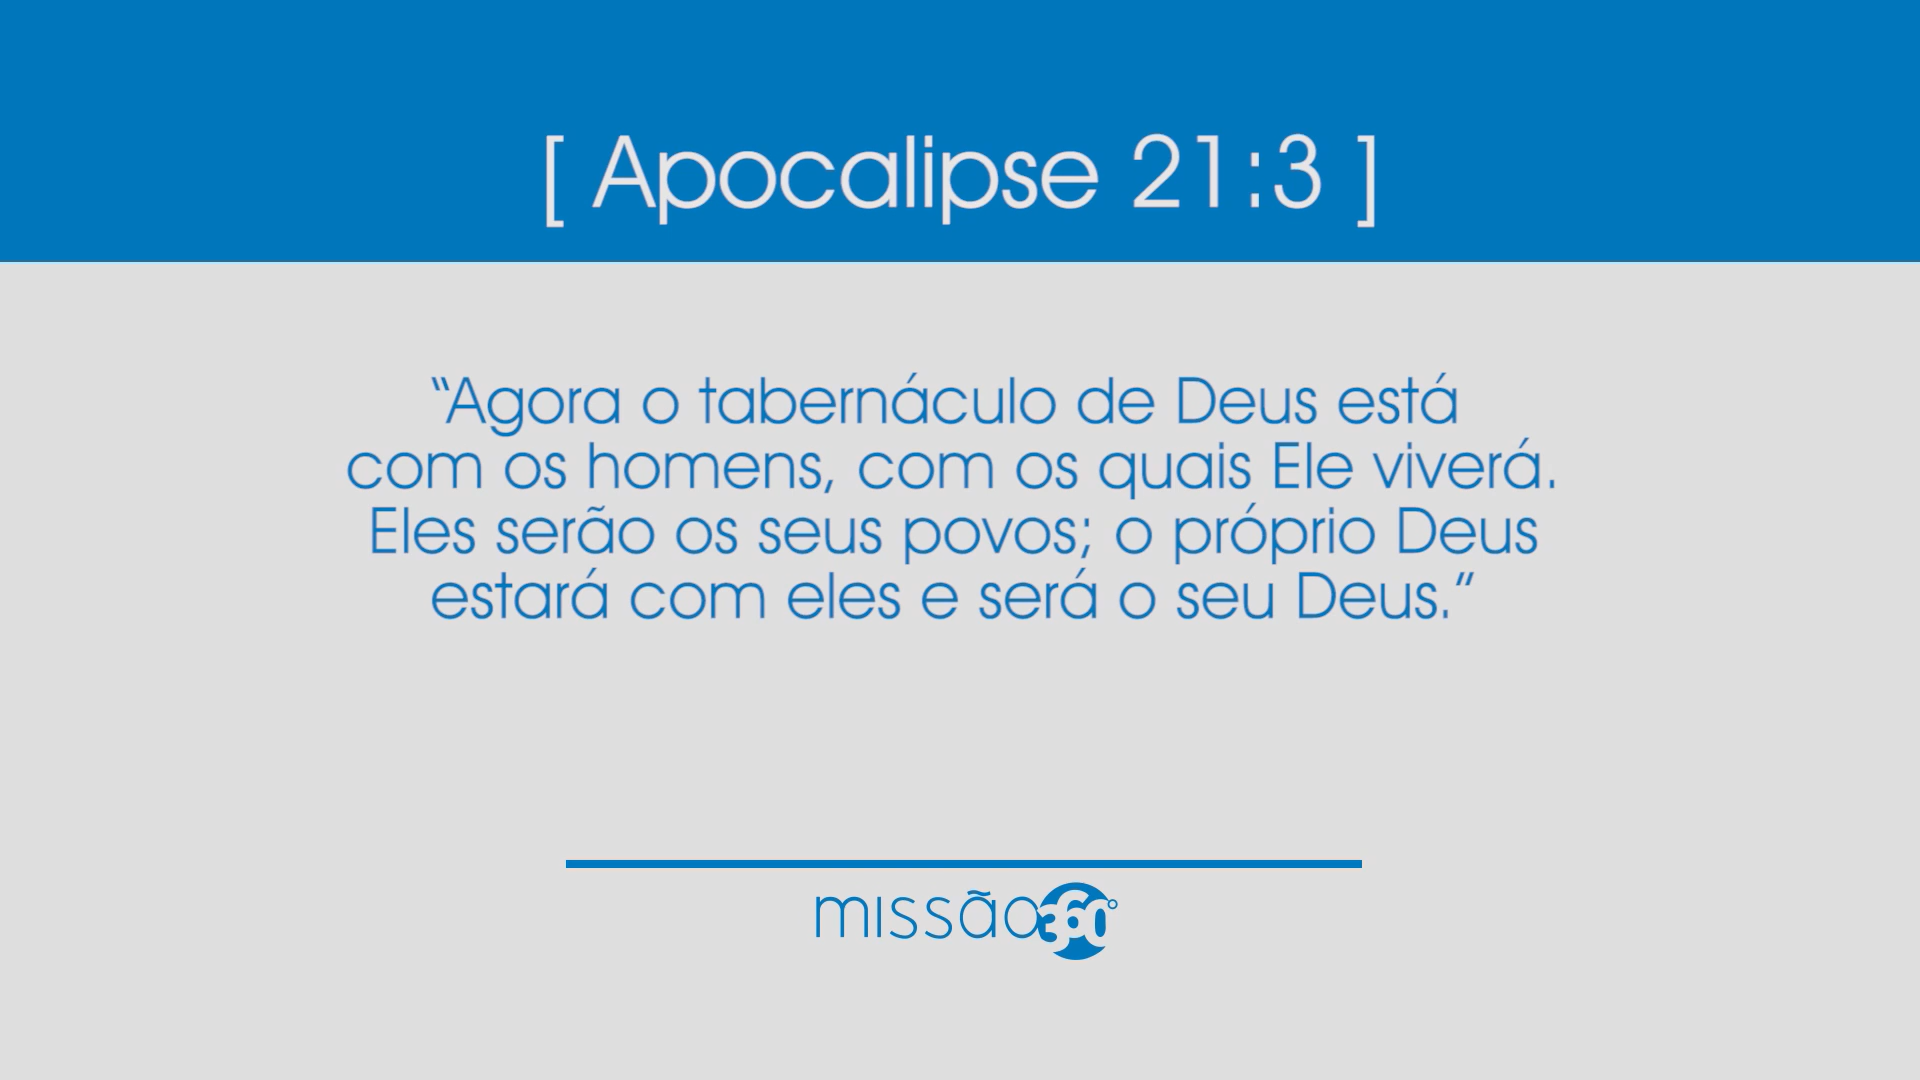 [ Apocalipse 21:3 ]
“Agora o tabernáculo de Deus está
com os homens, com os quais Ele viverá.
Eles serão os seus povos; o próprio Deus
estará com eles e será o seu Deus.”
missão360°